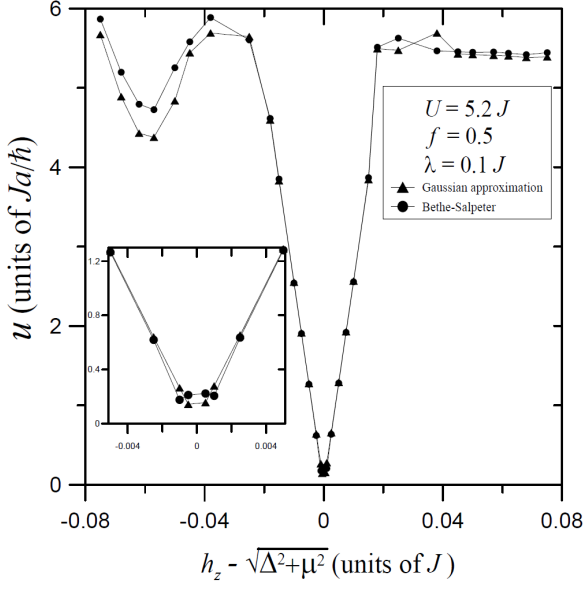 6
4
2
0
u (units of Ja/ħ)
U = 5.2 J
f = 0.5
λ = 0.1 J
Gaussian approximation
Bethe-Salpeter
1.2
0.8
0.4
0
-0.004 0 0.004
-0.08 -0.04 0 0.04 0.08
h_z - √Δ²+μ² (units of J)